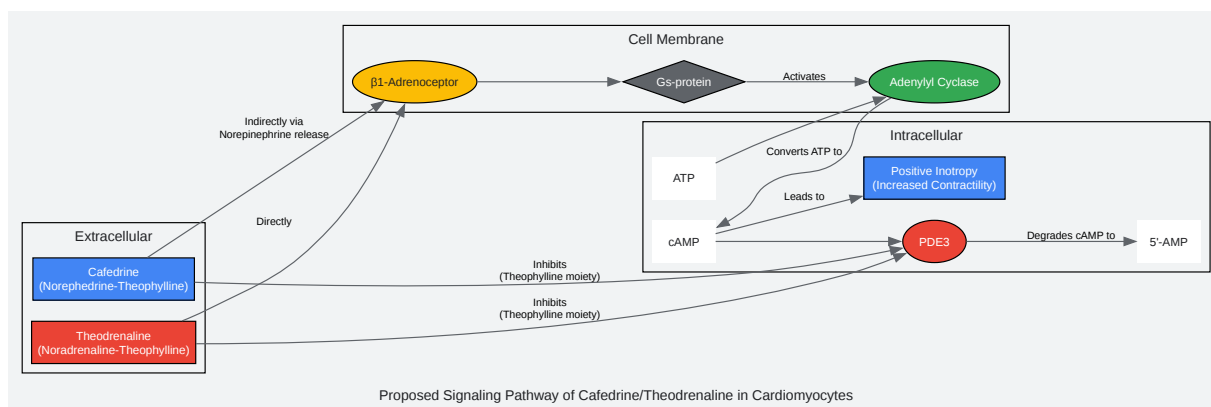 Cell Membrane
β1-Adrenoceptor
Gs-protein
Activates
Adenylyl Cyclase
Indirectly via
Norepinephrine release
Intracellular
Converts ATP to
ATP
Positive Inotropy
(Increased Contractility)
Leads to
Directly
Extracellular
cAMP
PDE3
Degrades cAMP to
5'-AMP
Cafedrine
(Norephedrine-Theophylline)
Inhibits
(Theophylline moiety)
Theodrenaline
(Noradrenaline-Theophylline)
Inhibits
(Theophylline moiety)
Proposed Signaling Pathway of Cafedrine/Theodrenaline in Cardiomyocytes